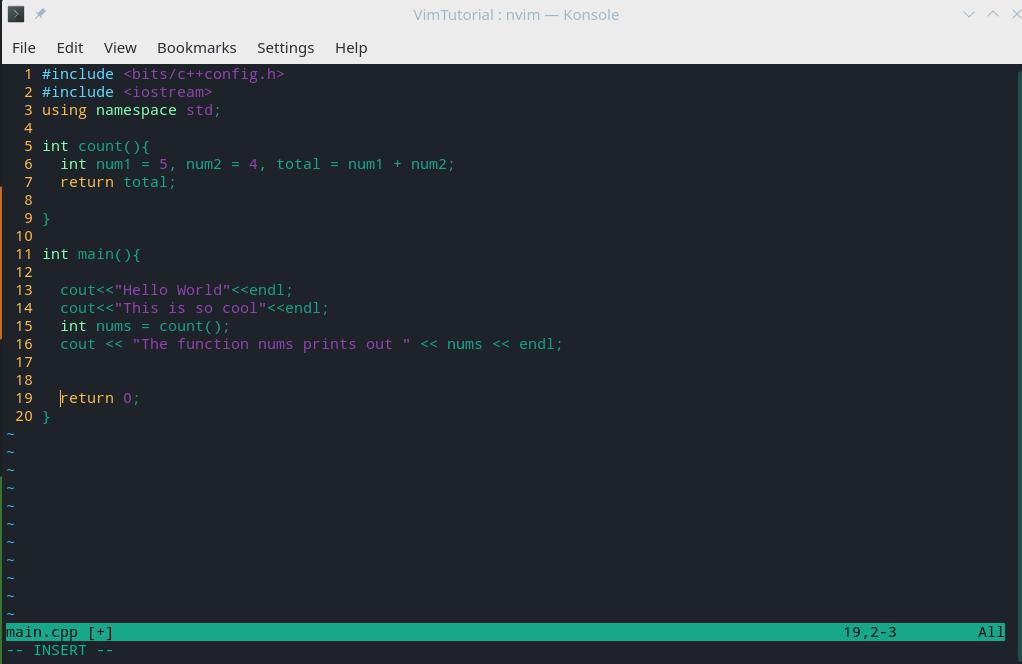 VimTutorial : nvim — Konsole
File Edit View Bookmarks Settings Help
1 #include <bits/c++config.h>
2 #include <iostream>
3 using namespace std;
4
5 int count(){
6   int num1 = 5, num2 = 4, total = num1 + num2;
7   return total;
8
9 }
10
11 int main(){
12
13   cout<<"Hello World"<<endl;
14   cout<<"This is so cool"<<endl;
15   int nums = count();
16   cout << "The function nums prints out " << nums << endl;
17
18
19   return 0;
20 }
~
~
~
~
~
~
~
~
~
~
~
main.cpp [+] 19,2-3 All
-- INSERT --